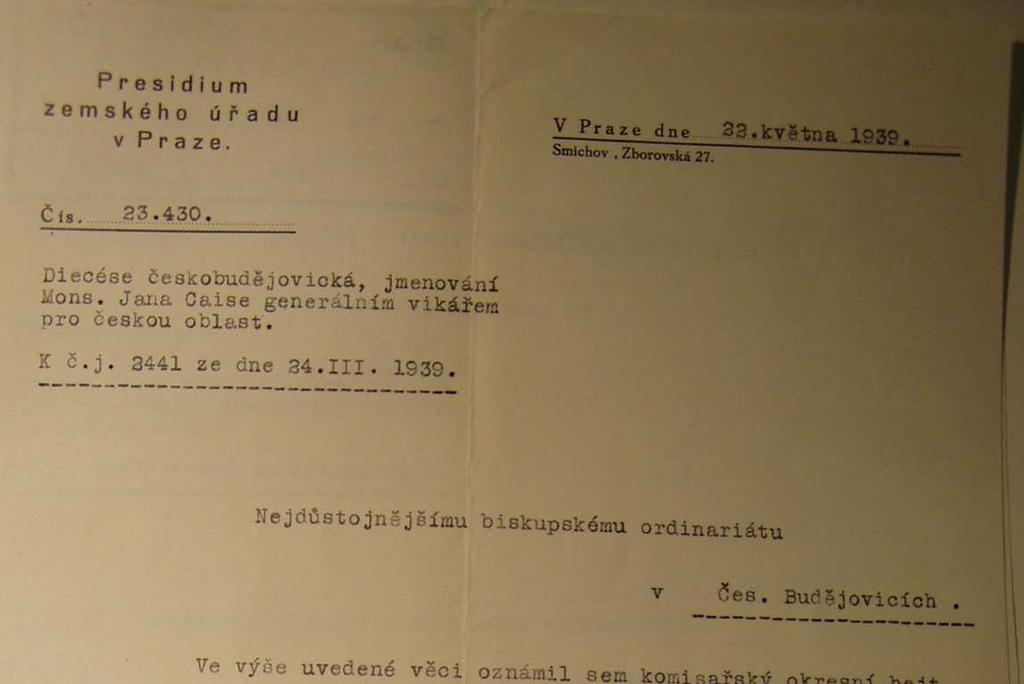 Presidium
zemského úřadu
v Praze.
V Praze dne 22.května 1939.
Smíchov, Zborovská 27.
Čís. 23.430.
Diecése českobudějovická, jmenování
Mons. Jana Caise generálním vikářem
pro českou oblast.
K č.j. 2441 ze dne 24.III. 1939.
Nejdůstojnějšímu biskupskému ordinariátu
v Čes. Budějovicích .
Ve výše uvedené věci oznámil sem komisařský okresní hejt